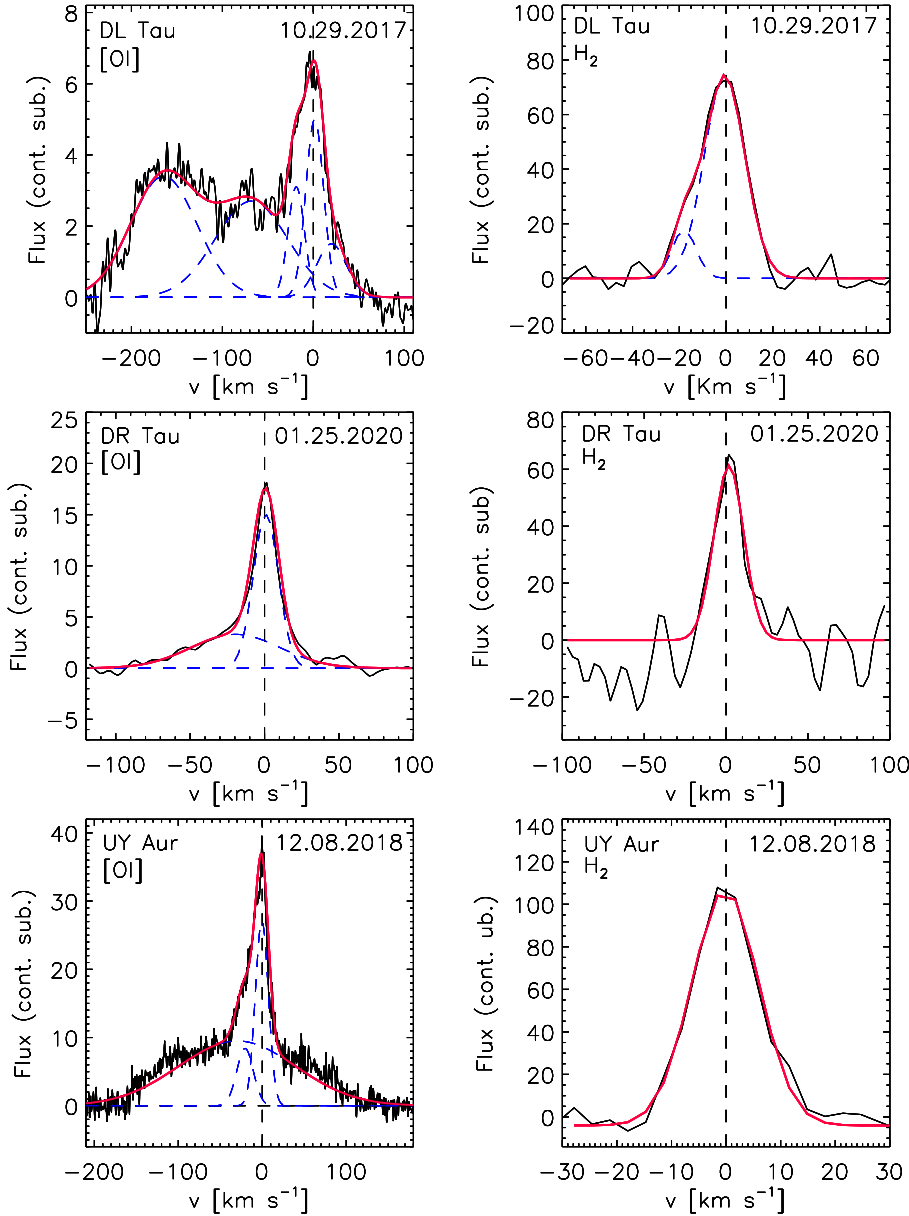 DL Tau 10.29.2017
[OI]
8
6
4
2
0
Flux (cont. sub.)
−200 −100 0 100
v [km s⁻¹]
DL Tau 10.29.2017
H₂
100
80
60
40
20
0
−20
Flux (cont. sub.)
−60 −40 −20 0 20 40 60
v [Km s⁻¹]
DR Tau 01.25.2020
[OI]
25
20
15
10
5
0
−5
Flux (cont. sub.)
−100 −50 0 50 100
v [km s⁻¹]
DR Tau 01.25.2020
H₂
80
60
40
20
0
−20
Flux (cont. sub)
−100 −50 0 50 100
v [km s⁻¹]
UY Aur 12.08.2018
[OI]
40
30
20
10
0
Flux (cont. sub.)
−200 −100 0 100
v [km s⁻¹]
UY Aur 12.08.2018
H₂
140
120
100
80
60
40
20
0
Flux (cont. ub.)
−30 −20 −10 0 10 20 30
v [km s⁻¹]